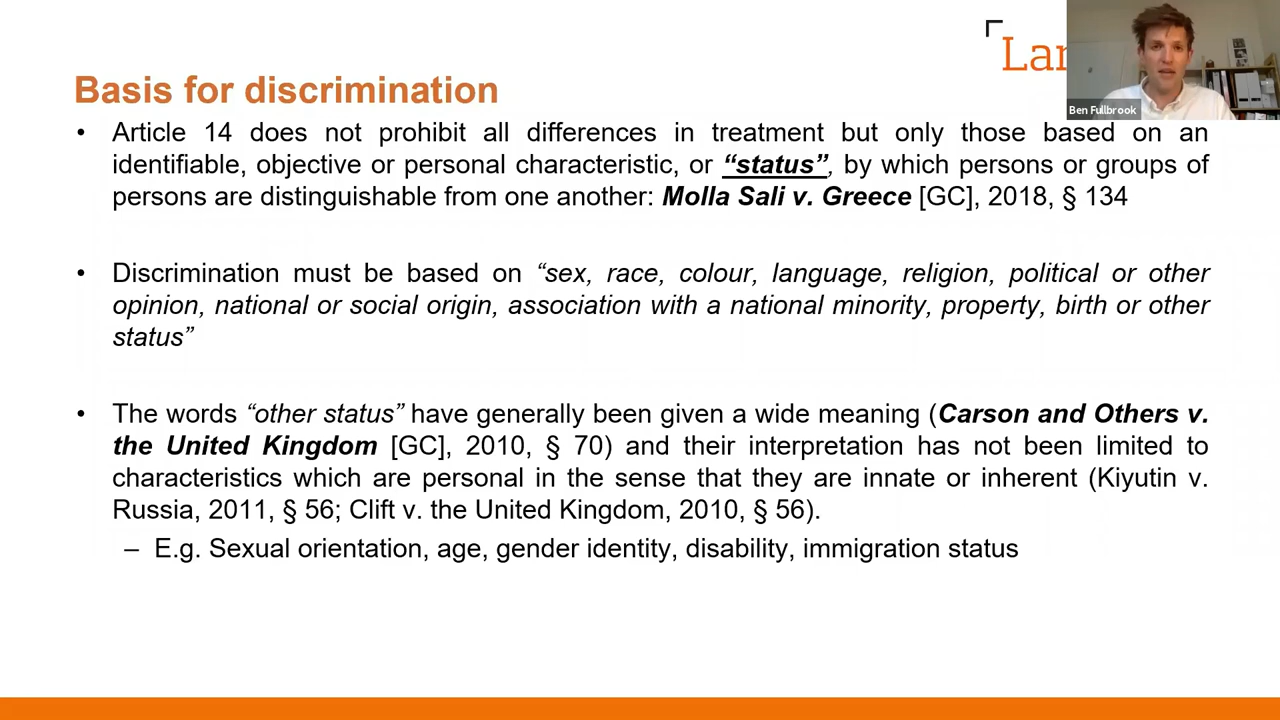 Lan
Ben Fullbrook
Basis for discrimination
• Article 14 does not prohibit all differences in treatment but only those based on an
identifiable, objective or personal characteristic, or “status”, by which persons or groups of
persons are distinguishable from one another: Molla Sali v. Greece [GC], 2018, § 134
• Discrimination must be based on “sex, race, colour, language, religion, political or other
opinion, national or social origin, association with a national minority, property, birth or other
status”
• The words “other status” have generally been given a wide meaning (Carson and Others v.
the United Kingdom [GC], 2010, § 70) and their interpretation has not been limited to
characteristics which are personal in the sense that they are innate or inherent (Kiyutin v.
Russia, 2011, § 56; Clift v. the United Kingdom, 2010, § 56).
– E.g. Sexual orientation, age, gender identity, disability, immigration status